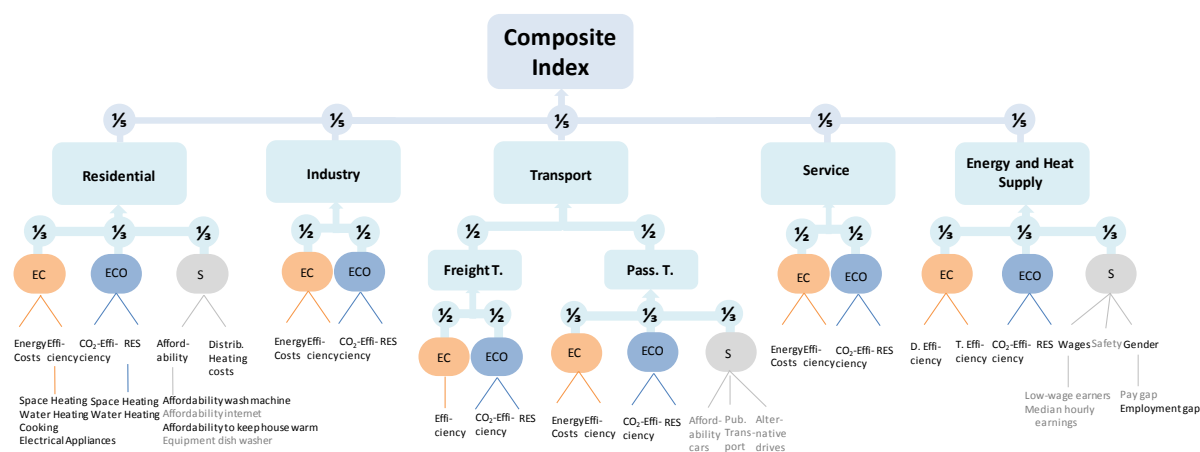 Composite
Index
⅕ ⅕ ⅕ ⅕ ⅕
Residential
Industry
Transport
Service
Energy and Heat
Supply
⅓ ⅓ ⅓
½ ½
½ ½
½ ½
⅓ ⅓ ⅓
EC ECO S
EC ECO
Freight T. Pass. T.
EC ECO
EC ECO S
½ ½
⅓ ⅓ ⅓
EC ECO
EC ECO S
Energy Effi-
Costs ciency
CO₂-Effi- RES
ciency
Afford-
ability
Distrib.
Heating
costs
Space Heating
Water Heating
Cooking
Electrical Appliances
Space Heating
Water Heating
Affordability wash machine
Affordability internet
Affordability to keep house warm
Equipment dish washer
Energy Effi-
Costs ciency
CO₂-Effi- RES
ciency
Effi-
ciency
CO₂-Effi- RES
ciency
Energy Effi-
Costs ciency
CO₂-Effi- RES
ciency
Afford-
ability
cars
Pub.
Trans-
port
Alter-
native
drives
Energy Effi-
Costs ciency
CO₂-Effi- RES
ciency
D. Effi-
ciency
T. Effi-
ciency
CO₂-Effi- RES
ciency
Wages Safety Gender
Low-wage earners
Median hourly
earnings
Pay gap
Employment gap